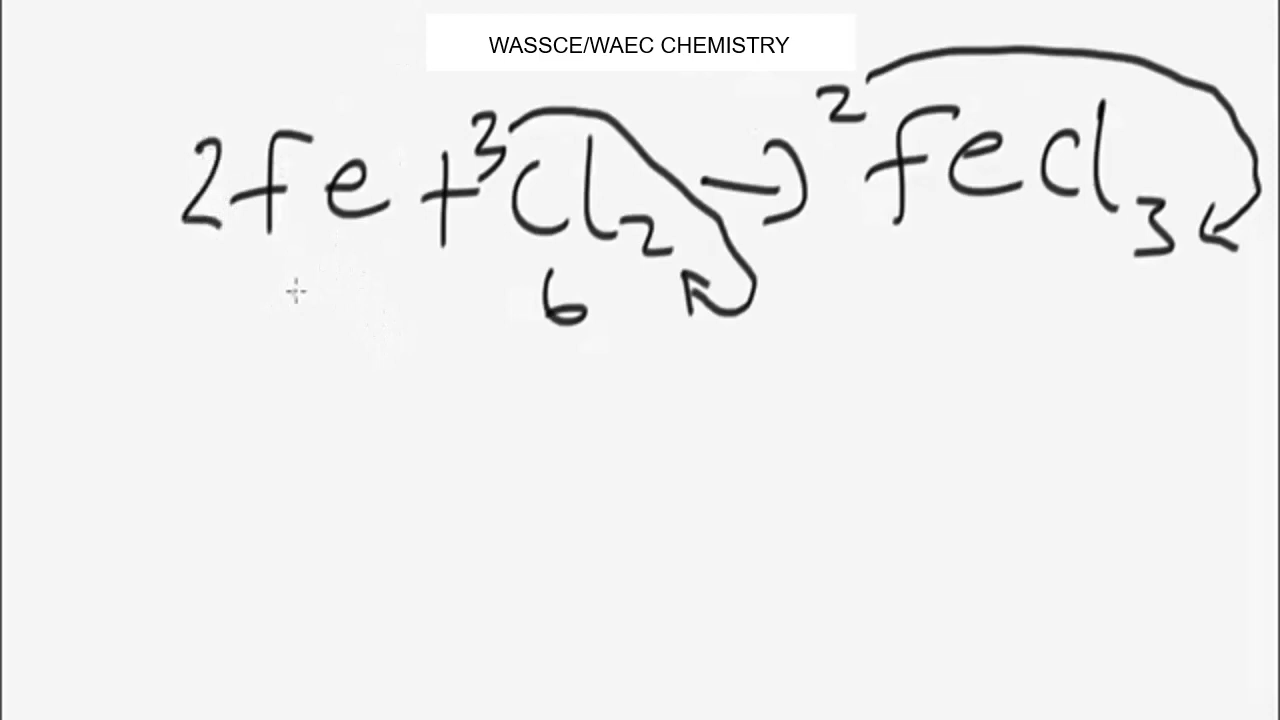 WASSCE/WAEC CHEMISTRY
2fe + 3Cl2 → 2feCl3
6